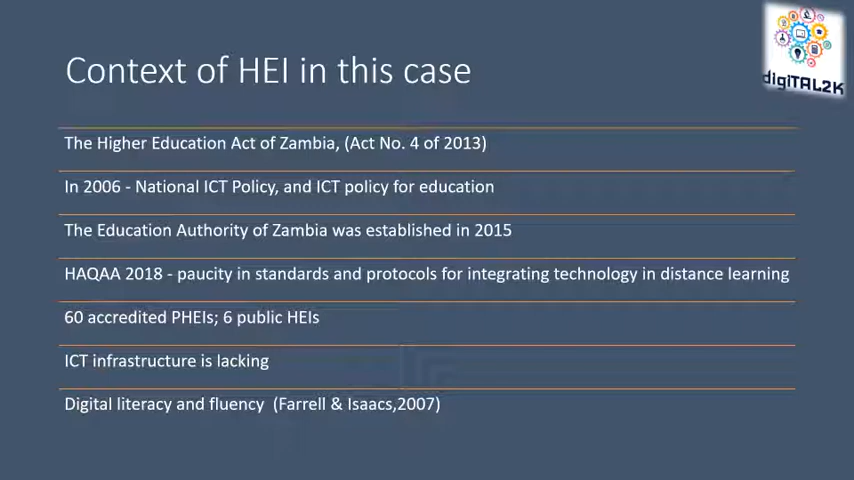 Context of HEI in this case
digiTAL2K
The Higher Education Act of Zambia, (Act No. 4 of 2013)
In 2006 - National ICT Policy, and ICT policy for education
The Education Authority of Zambia was established in 2015
HAQAA 2018 - paucity in standards and protocols for integrating technology in distance learning
60 accredited PHEIs; 6 public HEIs
ICT infrastructure is lacking
Digital literacy and fluency (Farrell & Isaacs,2007)